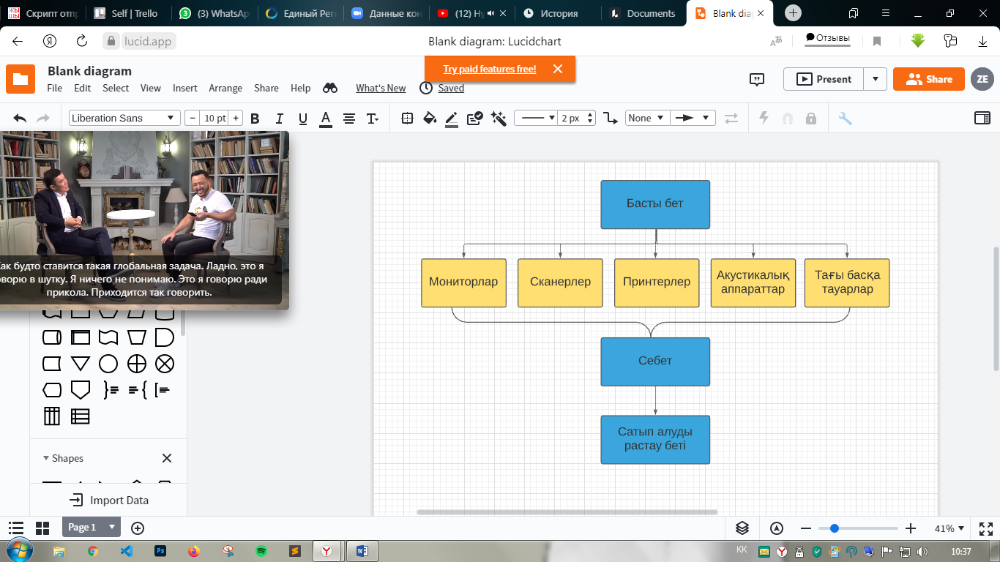 Скрипт отпр
Self | Trello
(3) WhatsAp
Единый Реги
Данные кон
(12) Ну
История
Documents
Blank diag
lucid.app
Blank diagram: Lucidchart
Отзывы
Blank diagram
Try paid features free!
File Edit Select View Insert Arrange Share Help What's New Saved
Present
Share
ZE
Liberation Sans
10 pt
2 px
None
Басты бет
Мониторлар
Сканерлер
Принтерлер
Акустикалық
аппараттар
Тағы басқа
тауарлар
Себет
Сатып алуды
растау беті
Как будто ставится такая глобальная задача. Ладно, это я
говорю в шутку. Я ничего не понимаю. Это я говорю ради
прикола. Приходится так говорить.
Shapes
Import Data
Page 1
41%
KK
10:37